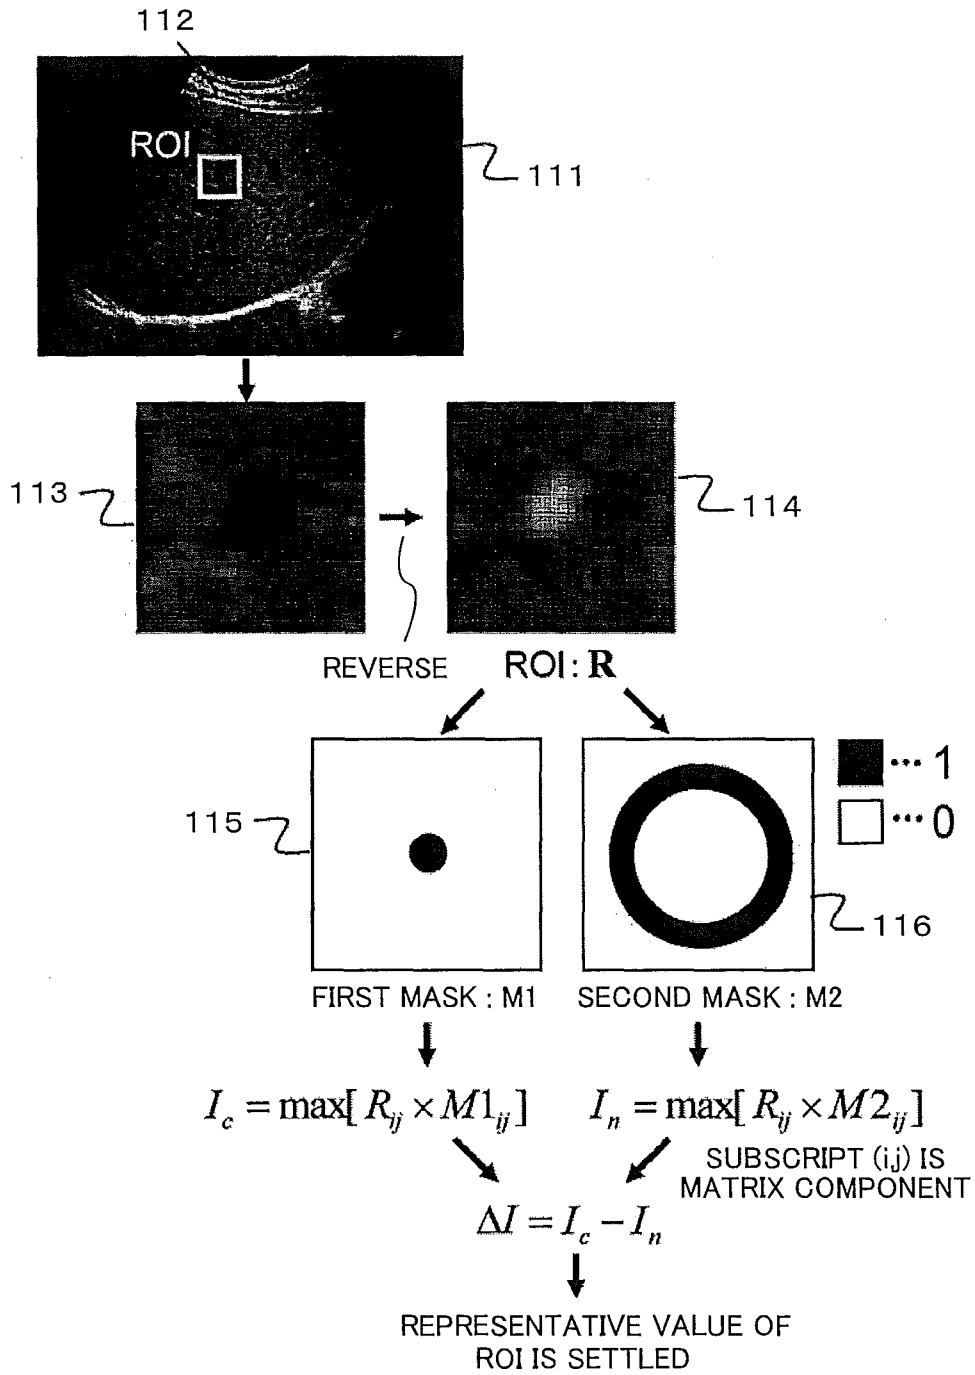 112
ROI
111
113
114
REVERSE
ROI: R
115
··· 1
··· 0
116
FIRST MASK : M1
SECOND MASK : M2
I_c = max[ R_ij × M1_ij ]
I_n = max[ R_ij × M2_ij ]
SUBSCRIPT (i,j) IS
MATRIX COMPONENT
ΔI = I_c − I_n
REPRESENTATIVE VALUE OF
ROI IS SETTLED